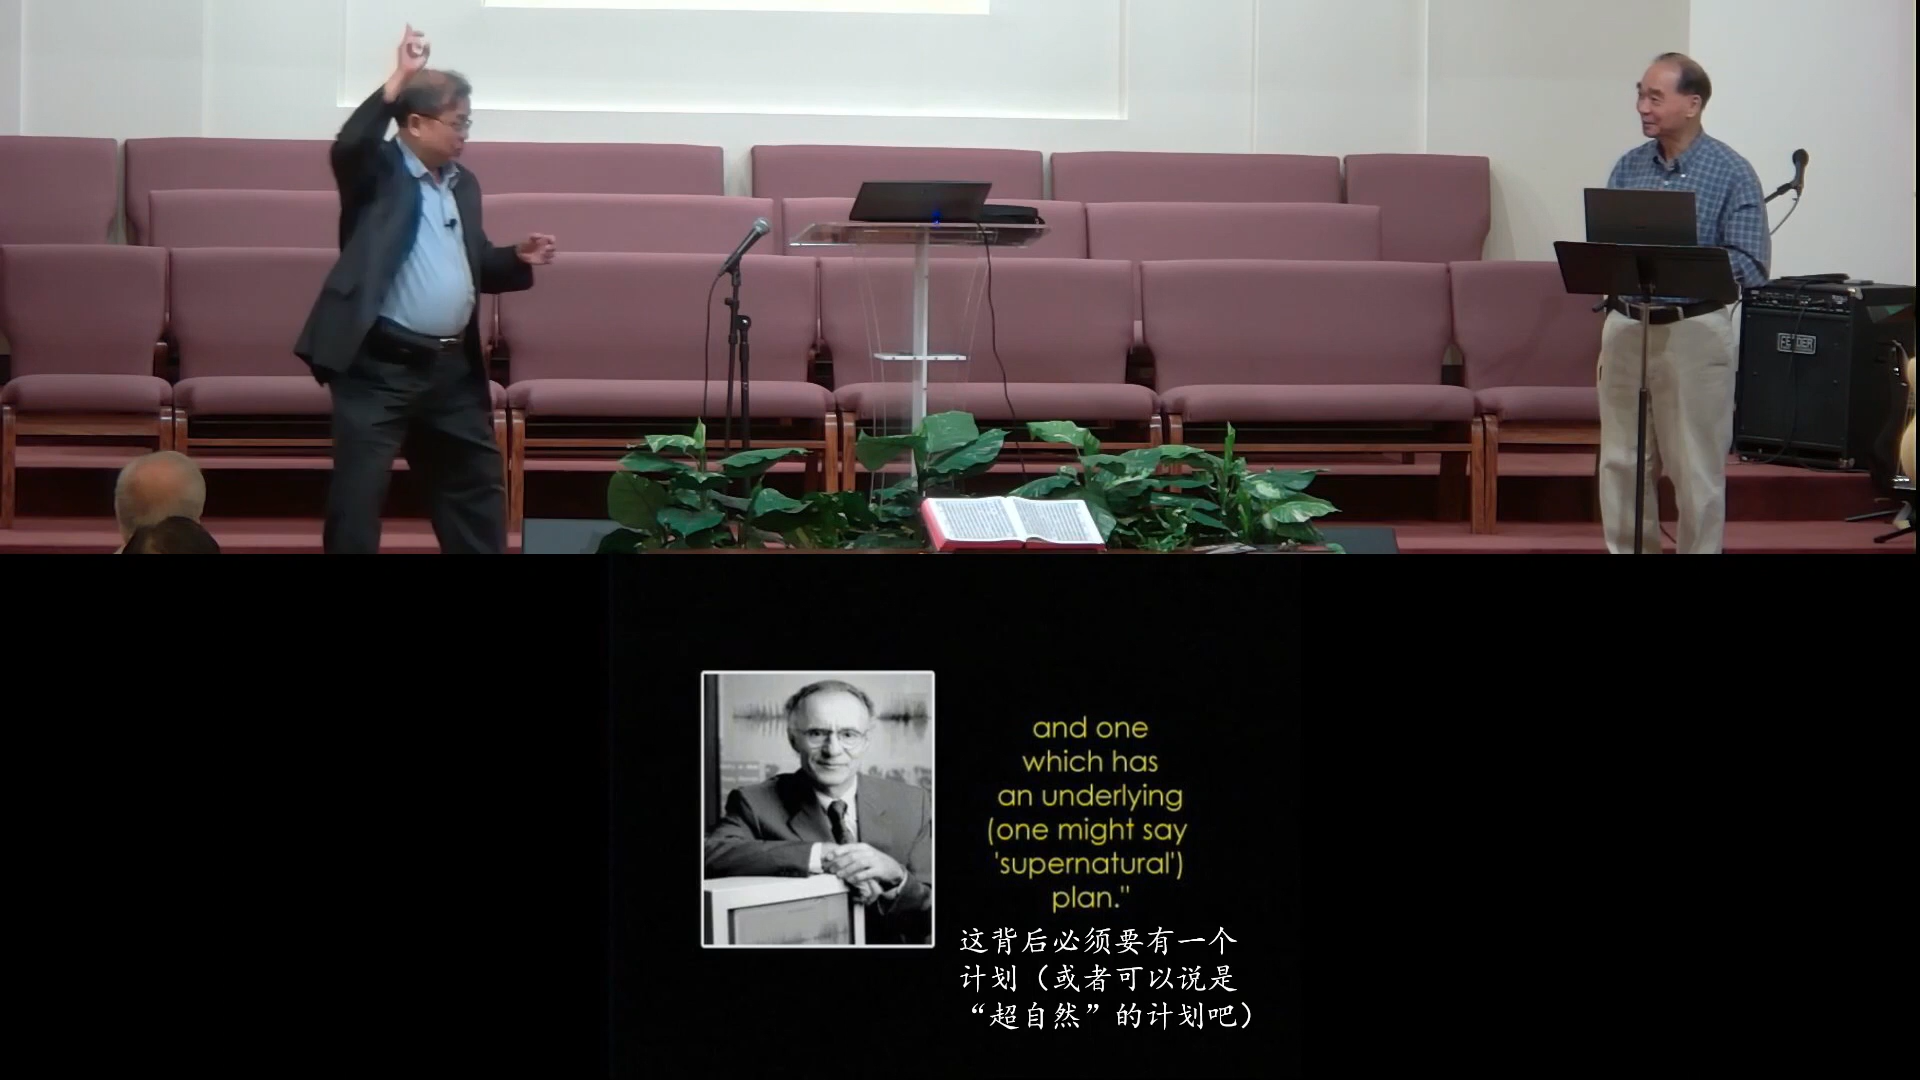 and one
which has
an underlying
(one might say
'supernatural')
plan."
这背后必须要有一个
计划（或者可以说是
“超自然”的计划吧）